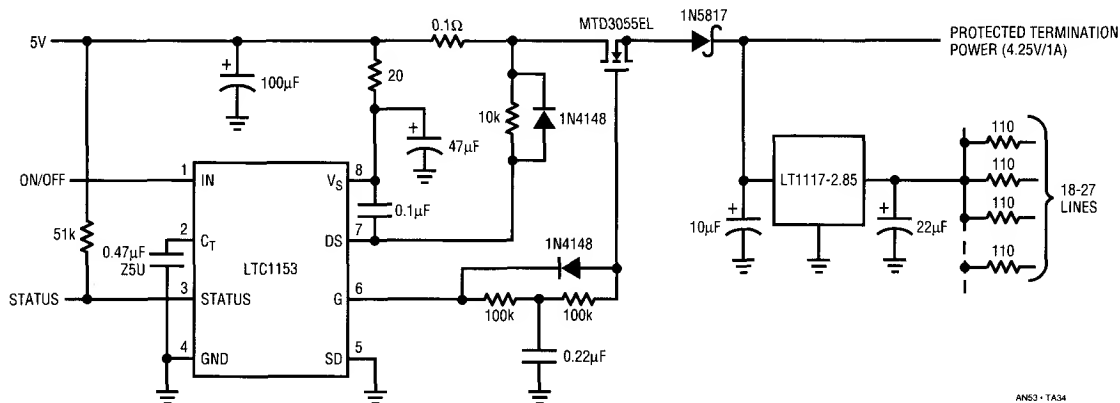 5V
0.1Ω
MTD3055EL
1N5817
PROTECTED TERMINATION
POWER (4.25V/1A)
+
100µF
20
10k
1N4148
+
47µF
ON/OFF
1
IN
VS
8
0.1µF
51k
0.47µF
Z5U
2
CT
DS
7
LTC1153
1N4148
STATUS
3
STATUS
G
6
100k
100k
4
GND
SD
5
0.22µF
LT1117-2.85
+
10µF
+
22µF
110
110
110
110
18-27
LINES
AN53 • TA34